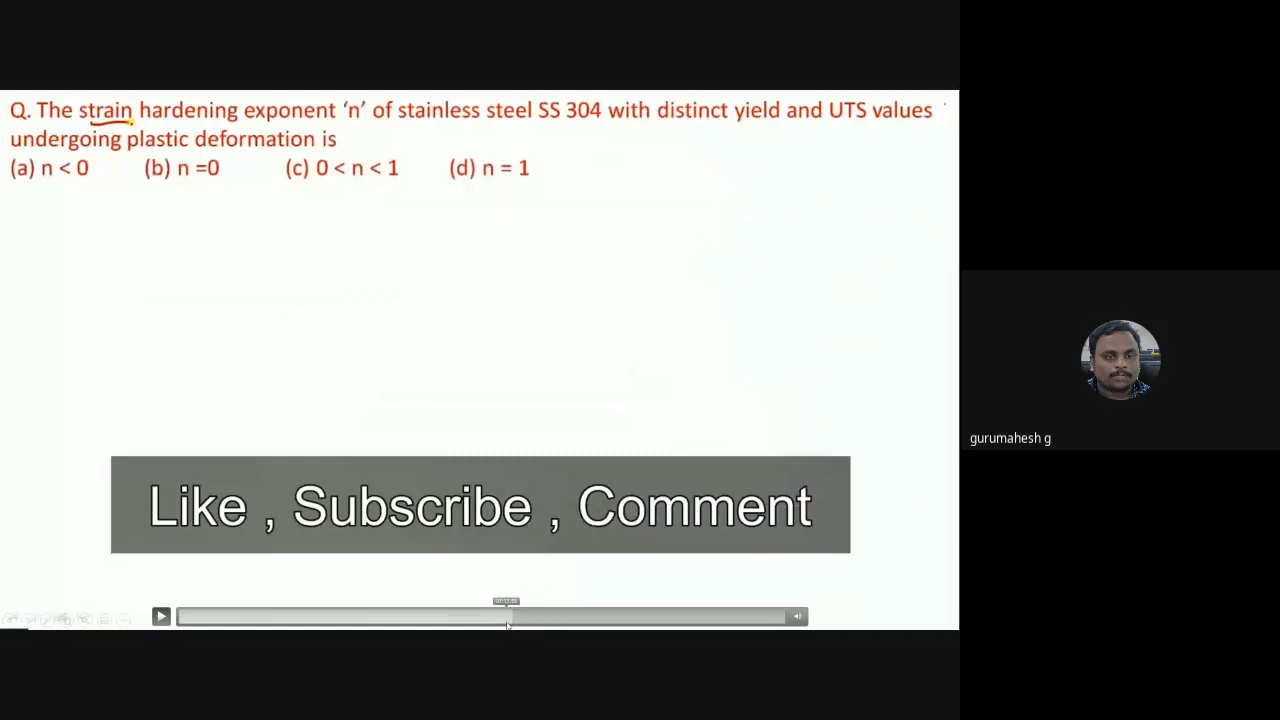 Q. The strain hardening exponent ‘n’ of stainless steel SS 304 with distinct yield and UTS values
undergoing plastic deformation is
(a) n < 0 (b) n =0 (c) 0 < n < 1 (d) n = 1
gurumahesh g
Like , Subscribe , Comment